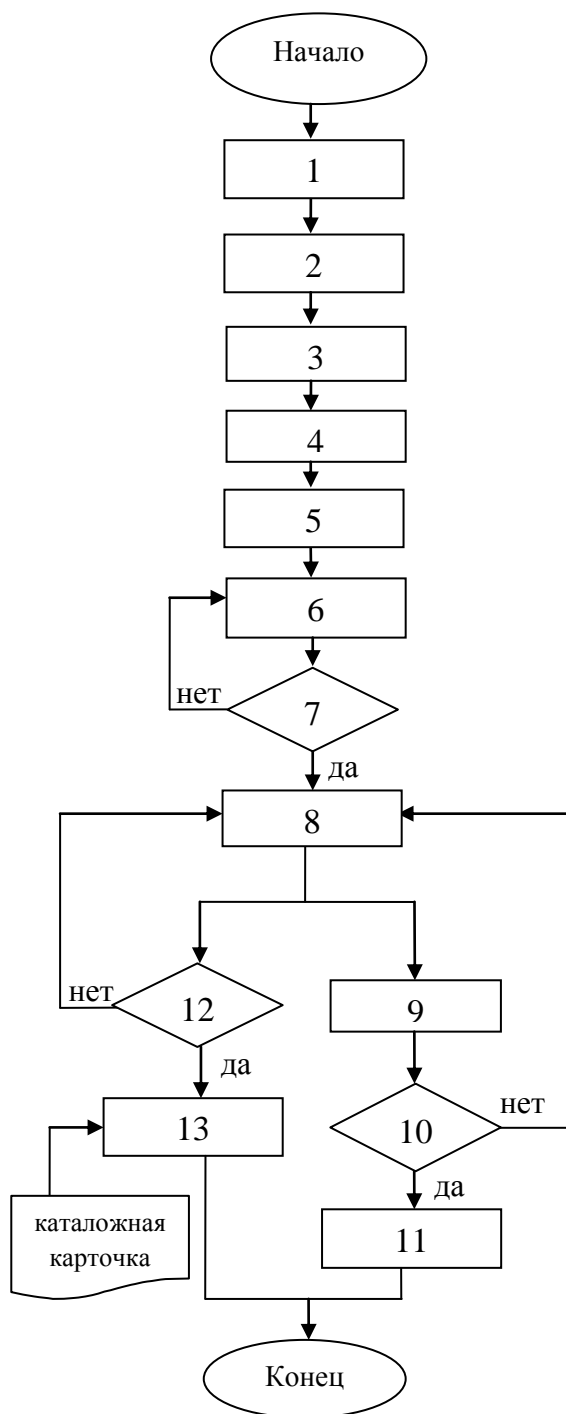 Начало
1
2
3
4
5
6
нет
7
да
8
нет
12
9
да
нет
13
10
да
каталожная
карточка
11
Конец